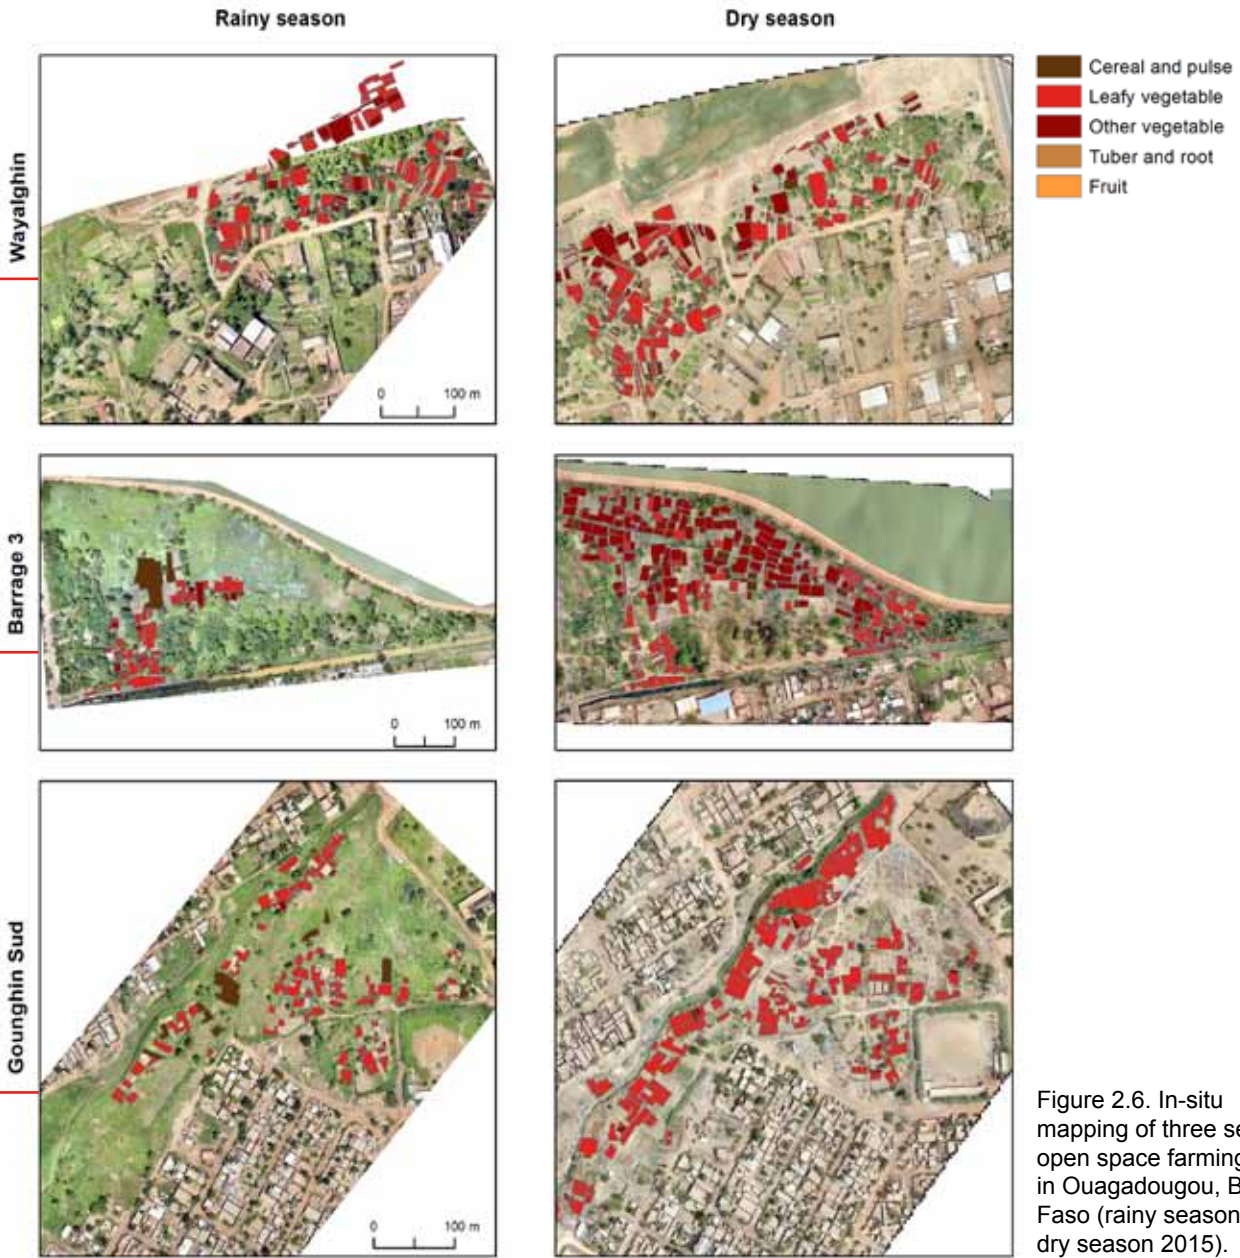 Rainy season
Dry season
Cereal and pulse
Leafy vegetable
Other vegetable
Tuber and root
Fruit
Wayalghin
0 100 m
Barrage 3
0 100 m
Gounghin Sud
0 100 m
Figure 2.6. In-situ
mapping of three se
open space farming
in Ouagadougou, B
Faso (rainy season
dry season 2015).